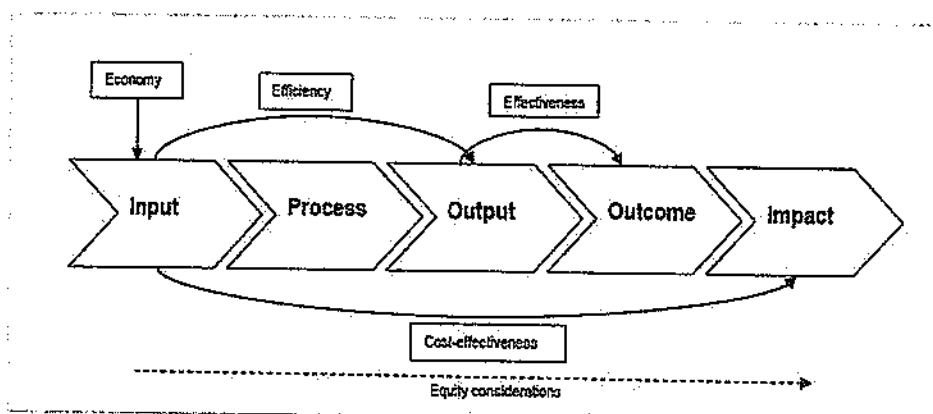 Economy
Efficiency
Effectiveness
Input
Process
Output
Outcome
Impact
Cost-effectiveness
Equity considerations